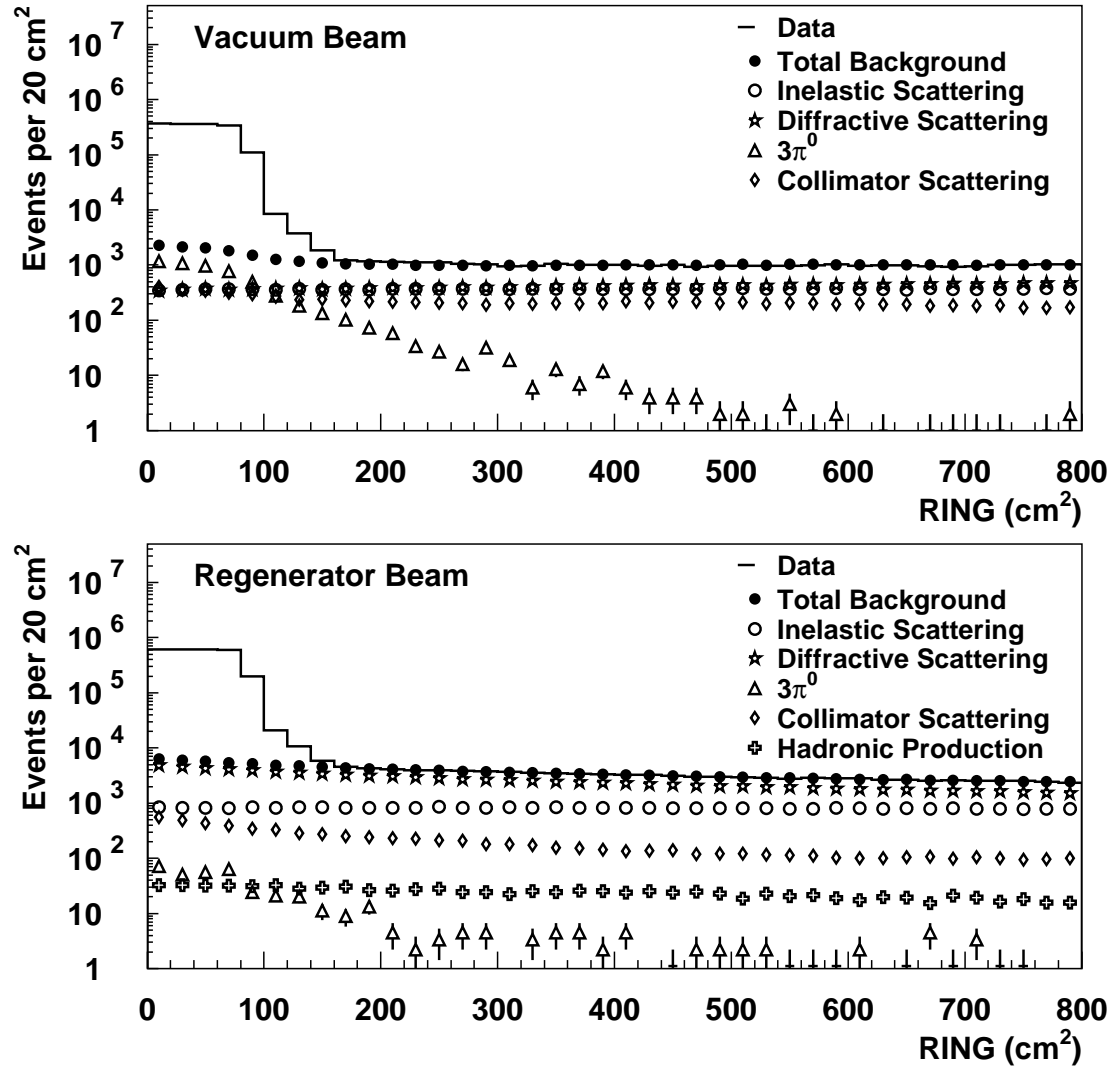 Events per 20 cm²
10⁷
10⁶
10⁵
10⁴
10³
10²
10
1
Vacuum Beam
Data
Total Background
Inelastic Scattering
Diffractive Scattering
3π⁰
Collimator Scattering
0 100 200 300 400 500 600 700 800
RING (cm²)
Events per 20 cm²
10⁷
10⁶
10⁵
10⁴
10³
10²
10
1
Regenerator Beam
Data
Total Background
Inelastic Scattering
Diffractive Scattering
3π⁰
Collimator Scattering
Hadronic Production
0 100 200 300 400 500 600 700 800
RING (cm²)